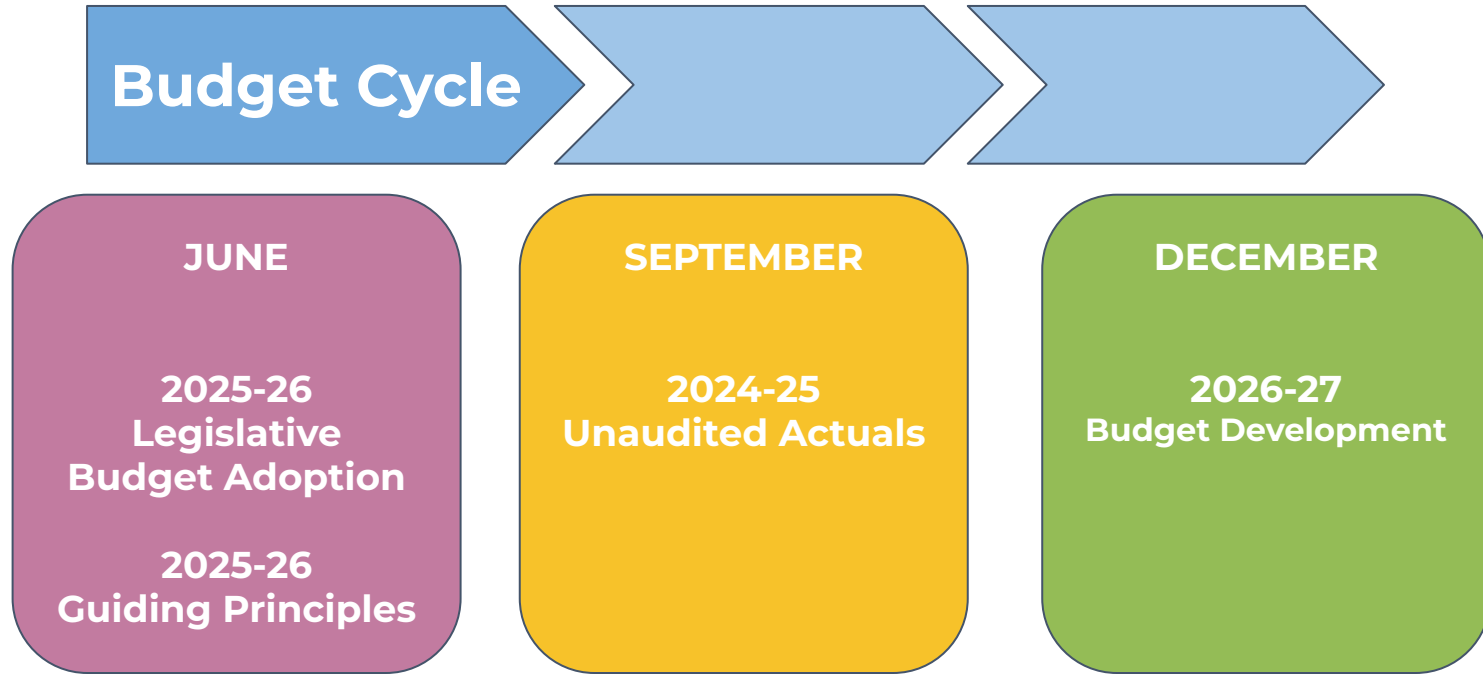 Budget Cycle
JUNE
2025-26
Legislative
Budget Adoption
2025-26
Guiding Principles
SEPTEMBER
2024-25
Unaudited Actuals
DECEMBER
2026-27
Budget Development